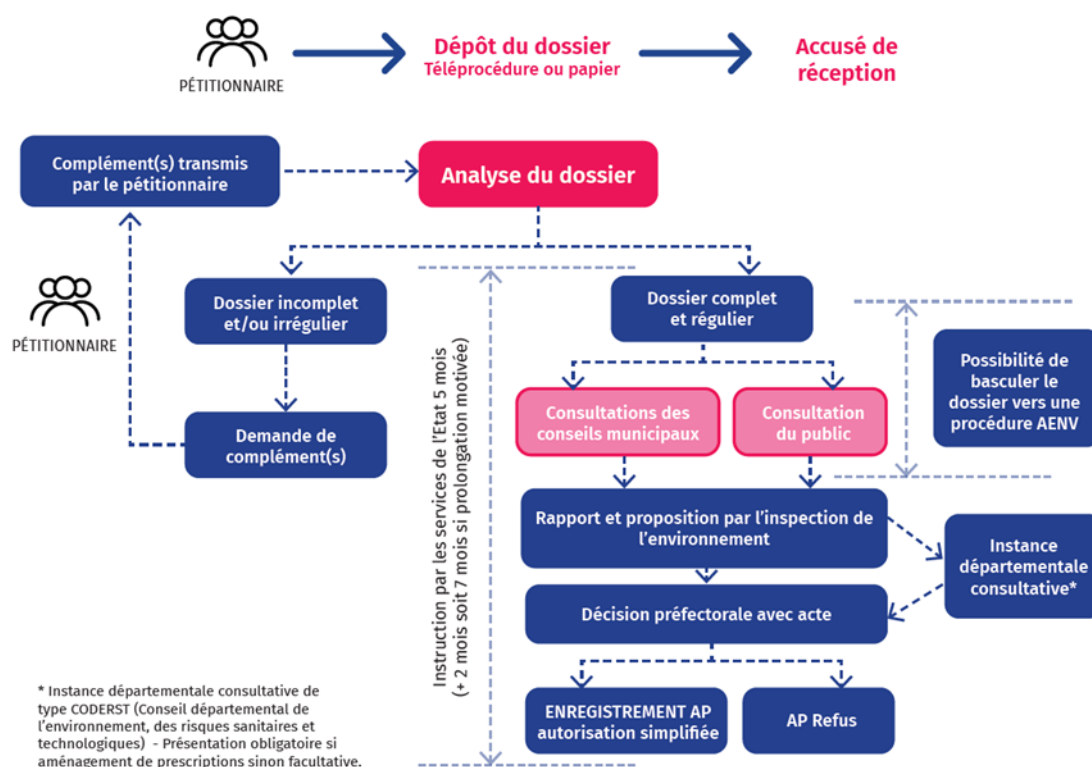 PÉTITIONNAIRE
Dépôt du dossier
Téléprocédure ou papier
Accusé de
réception
Complément(s) transmis
par le pétitionnaire
Analyse du dossier
PÉTITIONNAIRE
Dossier incomplet
et/ou irrégulier
Demande de
complément(s)
Instruction par les services de l'Etat 5 mois
(+ 2 mois soit 7 mois si prolongation motivée)
Dossier complet
et régulier
Consultations des
conseils municipaux
Consultation
du public
Possibilité de
basculer le
dossier vers une
procédure AENV
Rapport et proposition par l'inspection de
l'environnement
Instance
départementale
consultative*
Décision préfectorale avec acte
ENREGISTREMENT AP
autorisation simplifiée
AP Refus
* Instance départementale consultative de
type CODERST (Conseil départemental de
l'environnement, des risques sanitaires et
technologiques) - Présentation obligatoire si
aménagement de prescriptions sinon facultative.